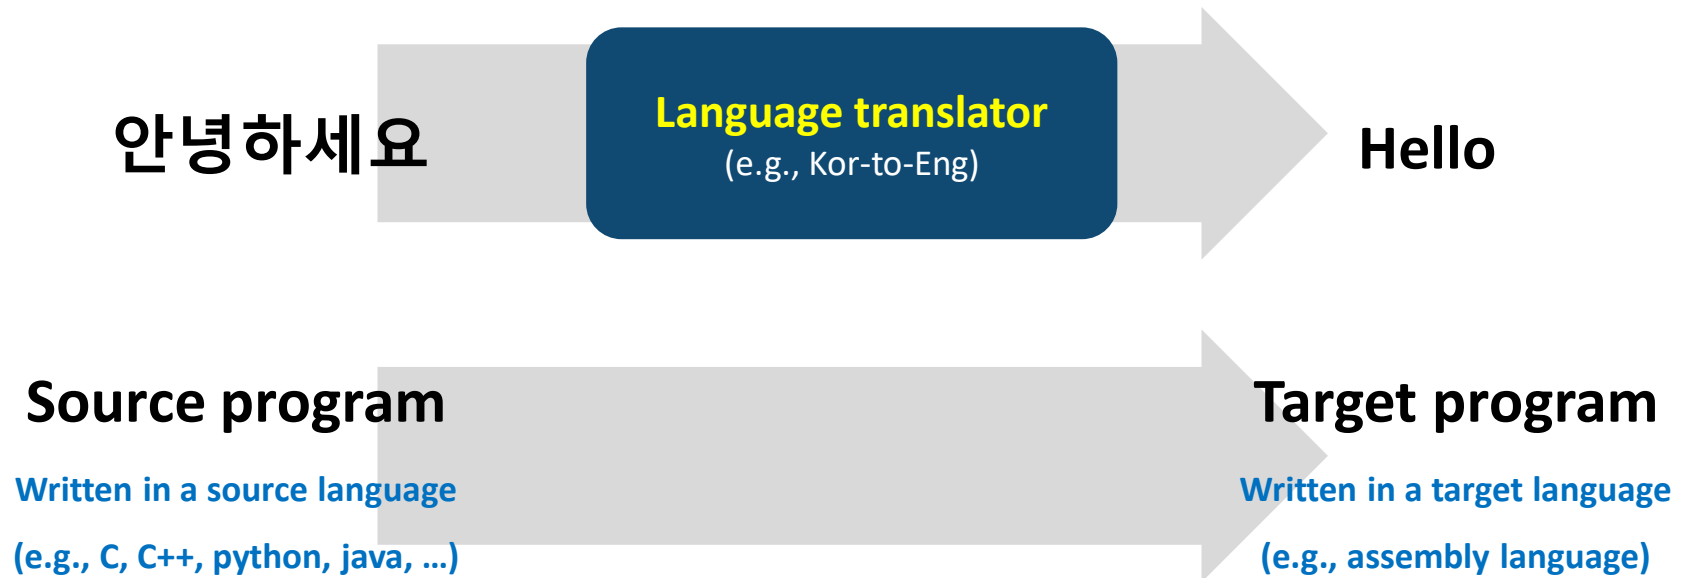 안녕하세요
Language translator
(e.g., Kor-to-Eng)
Hello
Source program
Written in a source language
(e.g., C, C++, python, java, …)
Target program
Written in a target language
(e.g., assembly language)